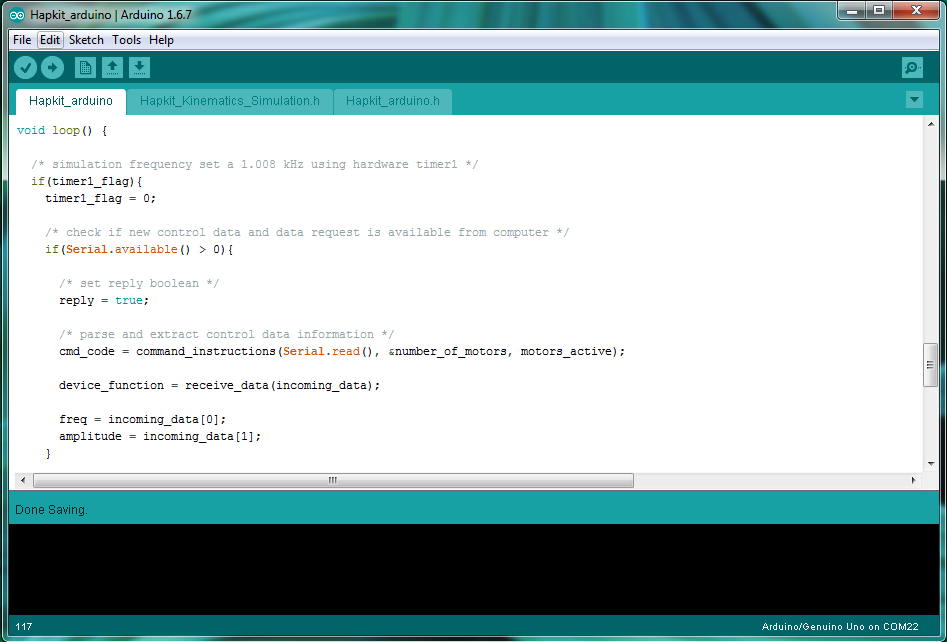 Hapkit_arduino | Arduino 1.6.7
File Edit Sketch Tools Help
Hapkit_arduino Hapkit_Kinematics_Simulation.h Hapkit_arduino.h
void loop() {
/* simulation frequency set a 1.008 kHz using hardware timer1 */
if(timer1_flag){
timer1_flag = 0;
/* check if new control data and data request is available from computer */
if(Serial.available() > 0){
/* set reply boolean */
reply = true;
/* parse and extract control data information */
cmd_code = command_instructions(Serial.read(), &number_of_motors, motors_active);
device_function = receive_data(incoming_data);
freq = incoming_data[0];
amplitude = incoming_data[1];
}
Done Saving.
117 Arduino/Genuino Uno on COM22